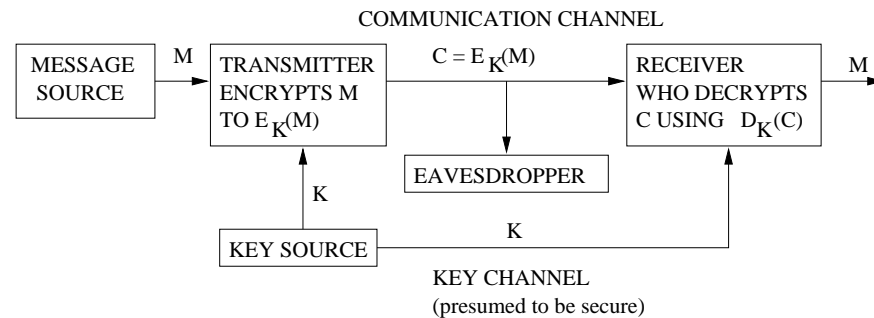 COMMUNICATION CHANNEL
MESSAGE
SOURCE
M
TRANSMITTER
ENCRYPTS M
TO E_K(M)
C = E_K(M)
RECEIVER
WHO DECRYPTS
C USING D_K(C)
M
EAVESDROPPER
K
KEY SOURCE
K
KEY CHANNEL
(presumed to be secure)